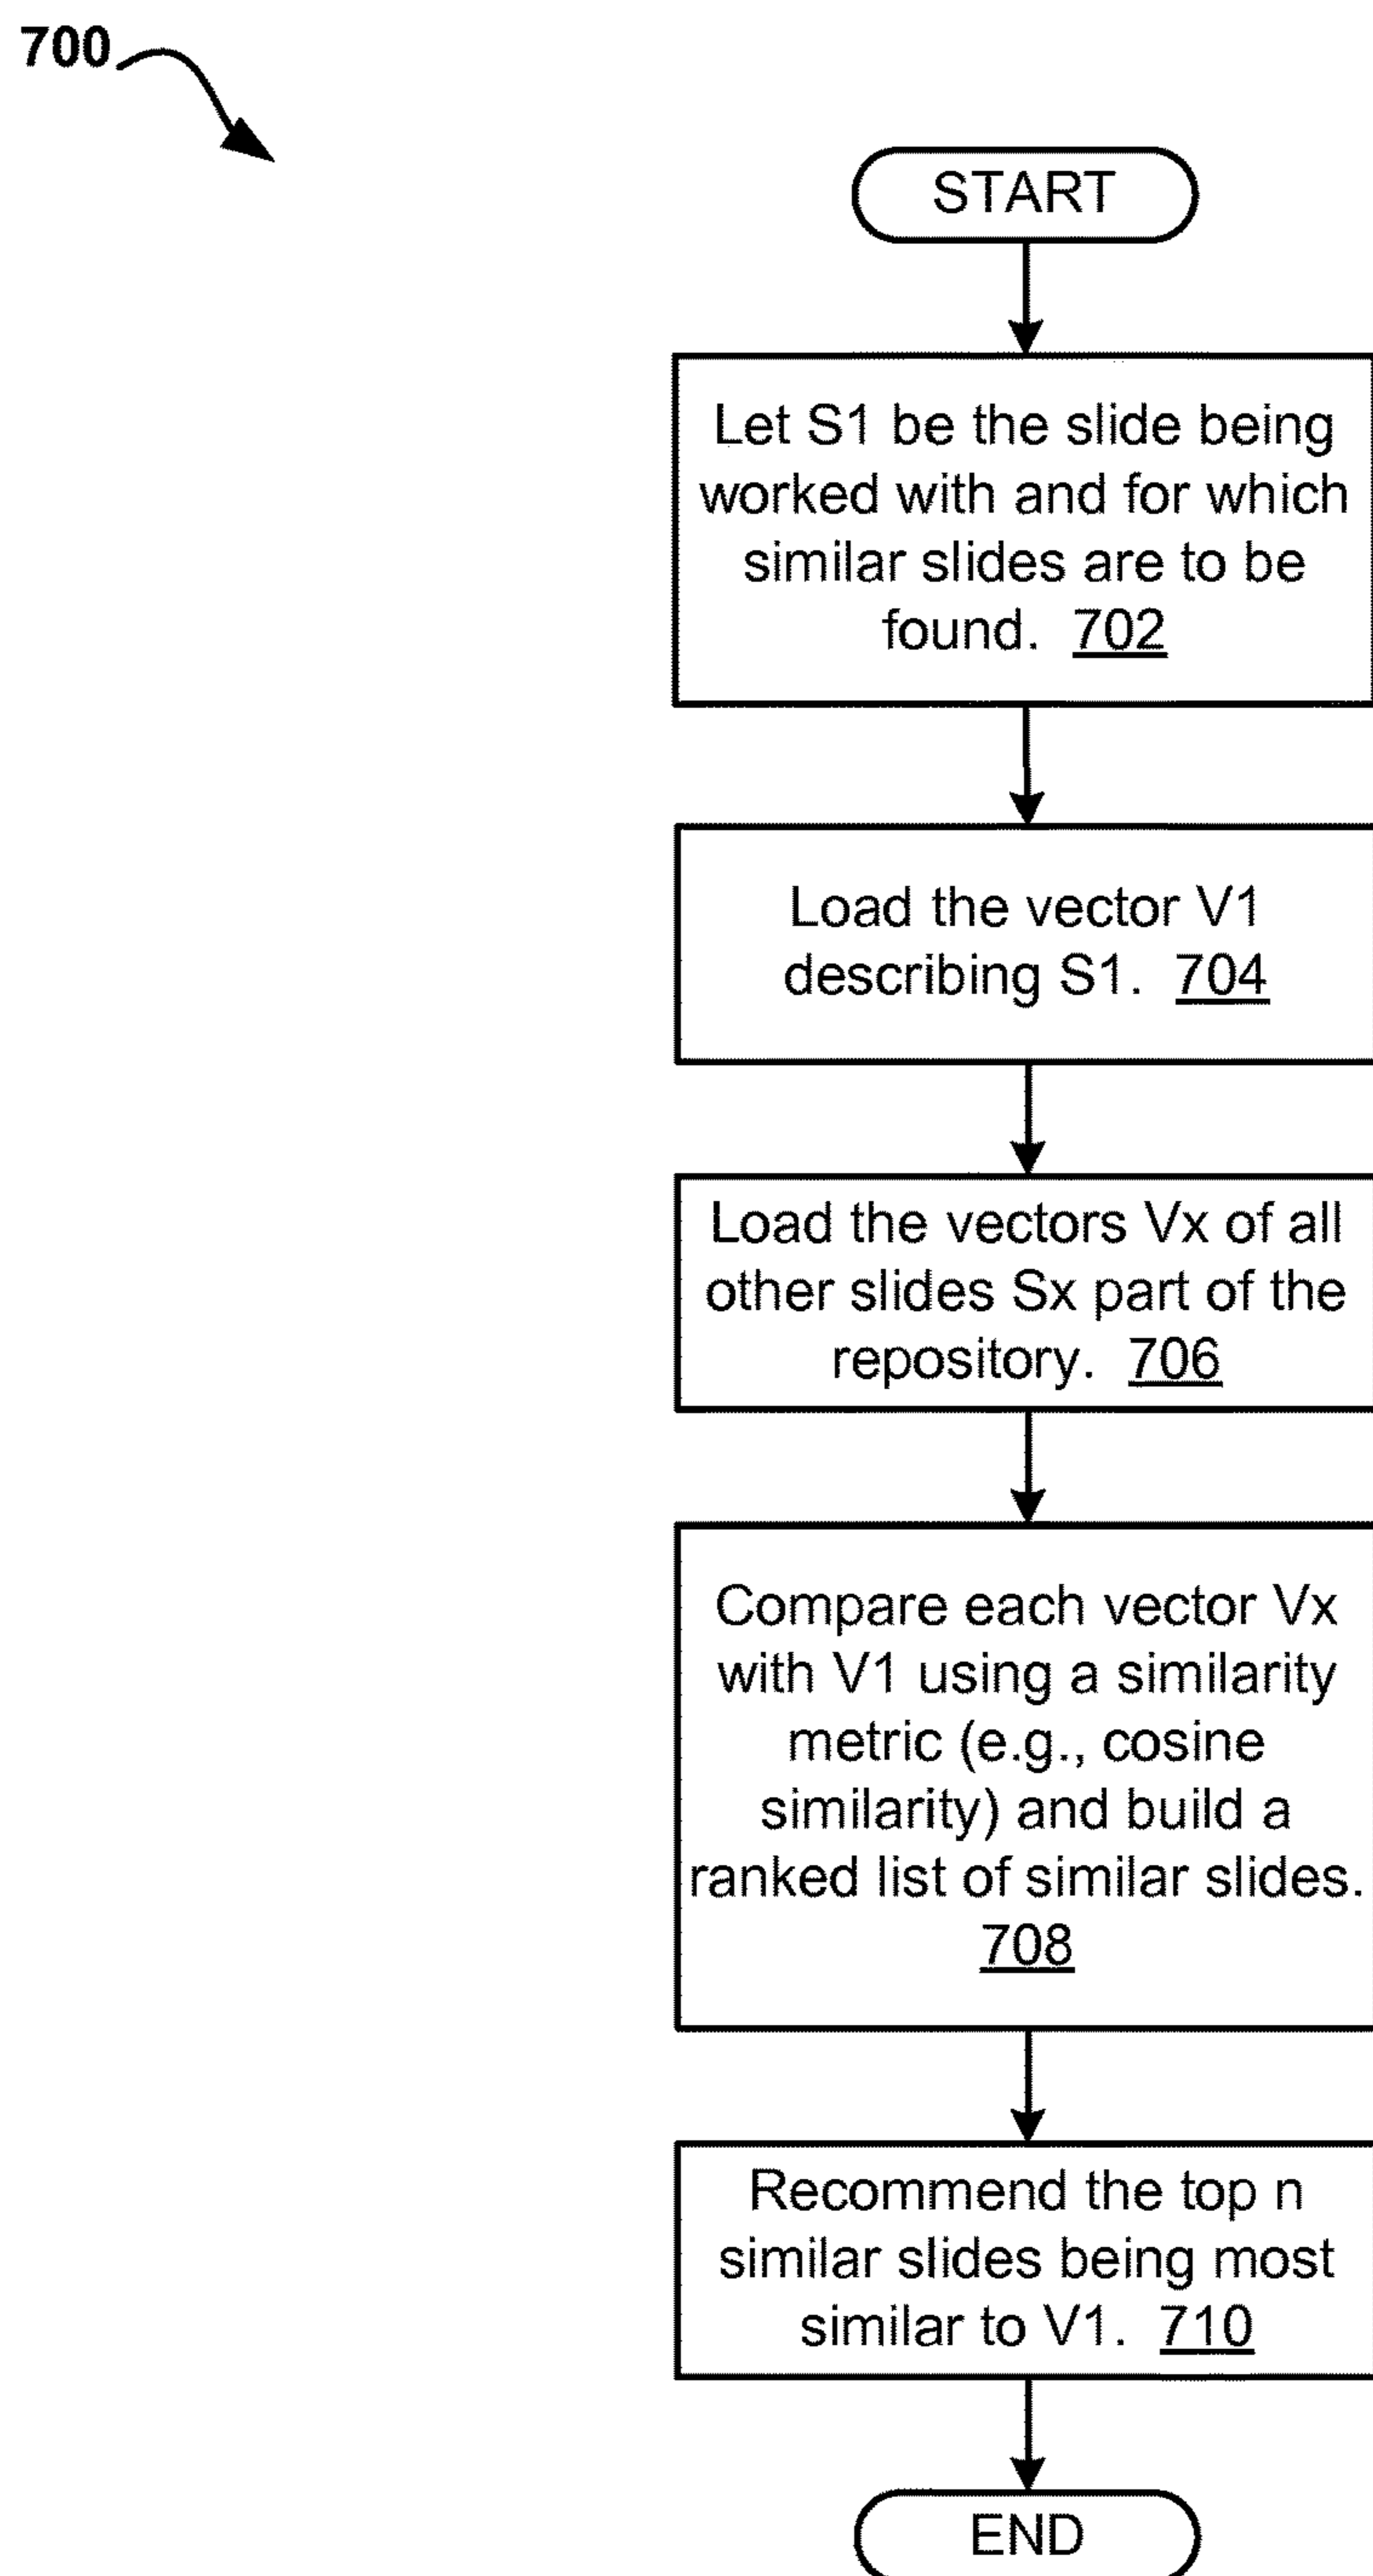 700
START
Let S1 be the slide being
worked with and for which
similar slides are to be
found. 702
Load the vector V1
describing S1. 704
Load the vectors Vx of all
other slides Sx part of the
repository. 706
Compare each vector Vx
with V1 using a similarity
metric (e.g., cosine
similarity) and build a
ranked list of similar slides.
708
Recommend the top n
similar slides being most
similar to V1. 710
END